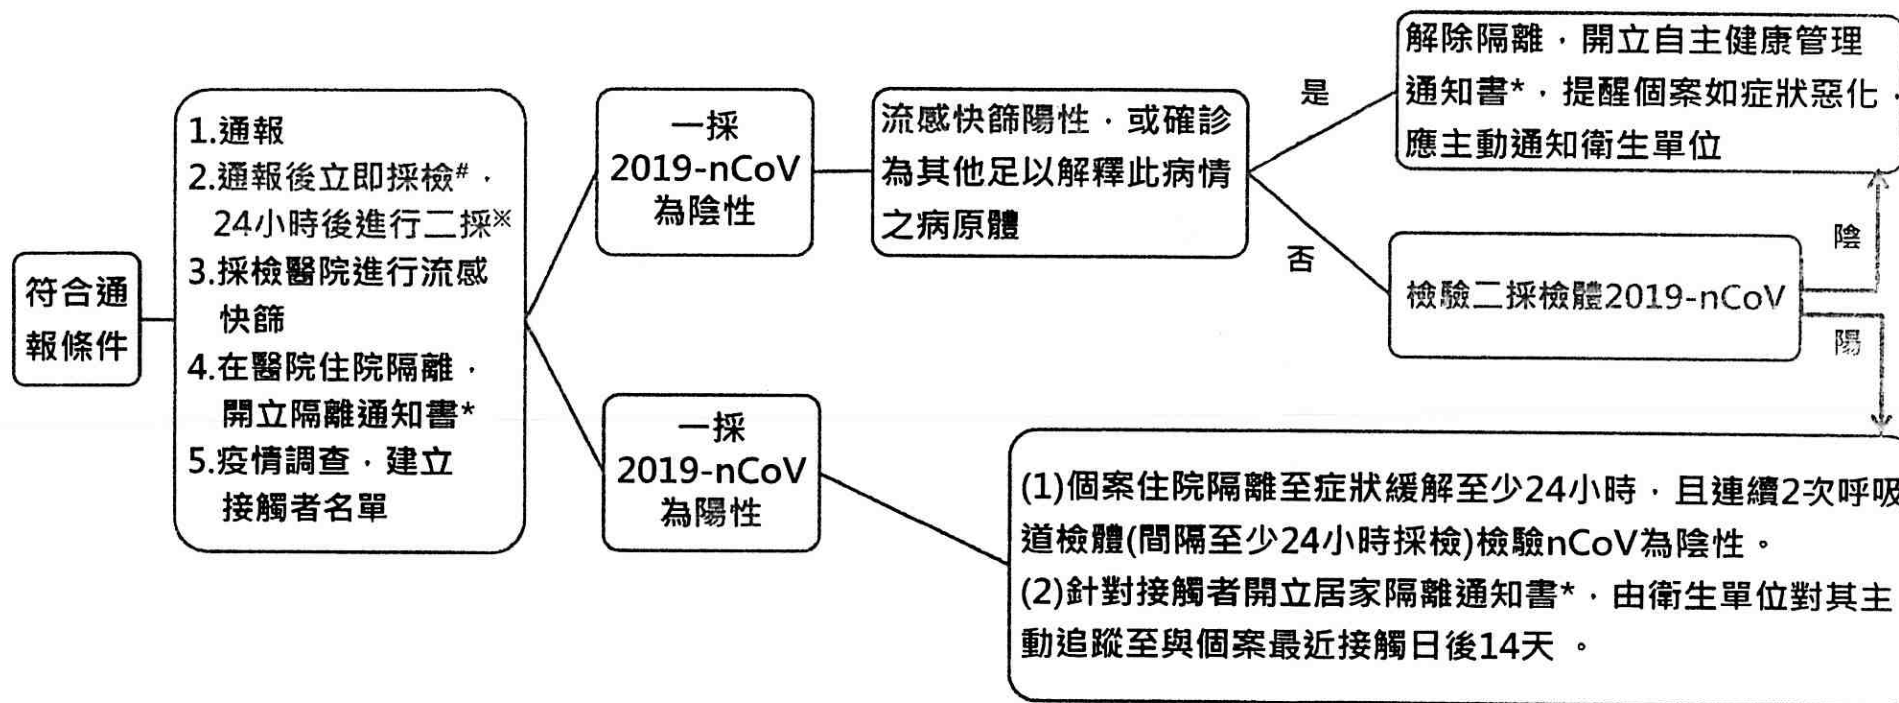 符合通
報條件
1.通報
2.通報後立即採檢#，
24小時後進行二採※
3.採檢醫院進行流感
快篩
4.在醫院住院隔離，
開立隔離通知書*
5.疫情調查，建立
接觸者名單
一採
2019-nCoV
為陰性
流感快篩陽性，或確診
為其他足以解釋此病情
之病原體
是
解除隔離，開立自主健康管理
通知書*，提醒個案如症狀惡化，
應主動通知衛生單位
否
檢驗二採檢體2019-nCoV
陰
陽
一採
2019-nCoV
為陽性
(1)個案住院隔離至症狀緩解至少24小時，且連續2次呼吸
道檢體(間隔至少24小時採檢)檢驗nCoV為陰性。
(2)針對接觸者開立居家隔離通知書*，由衛生單位對其主
動追蹤至與個案最近接觸日後14天 。